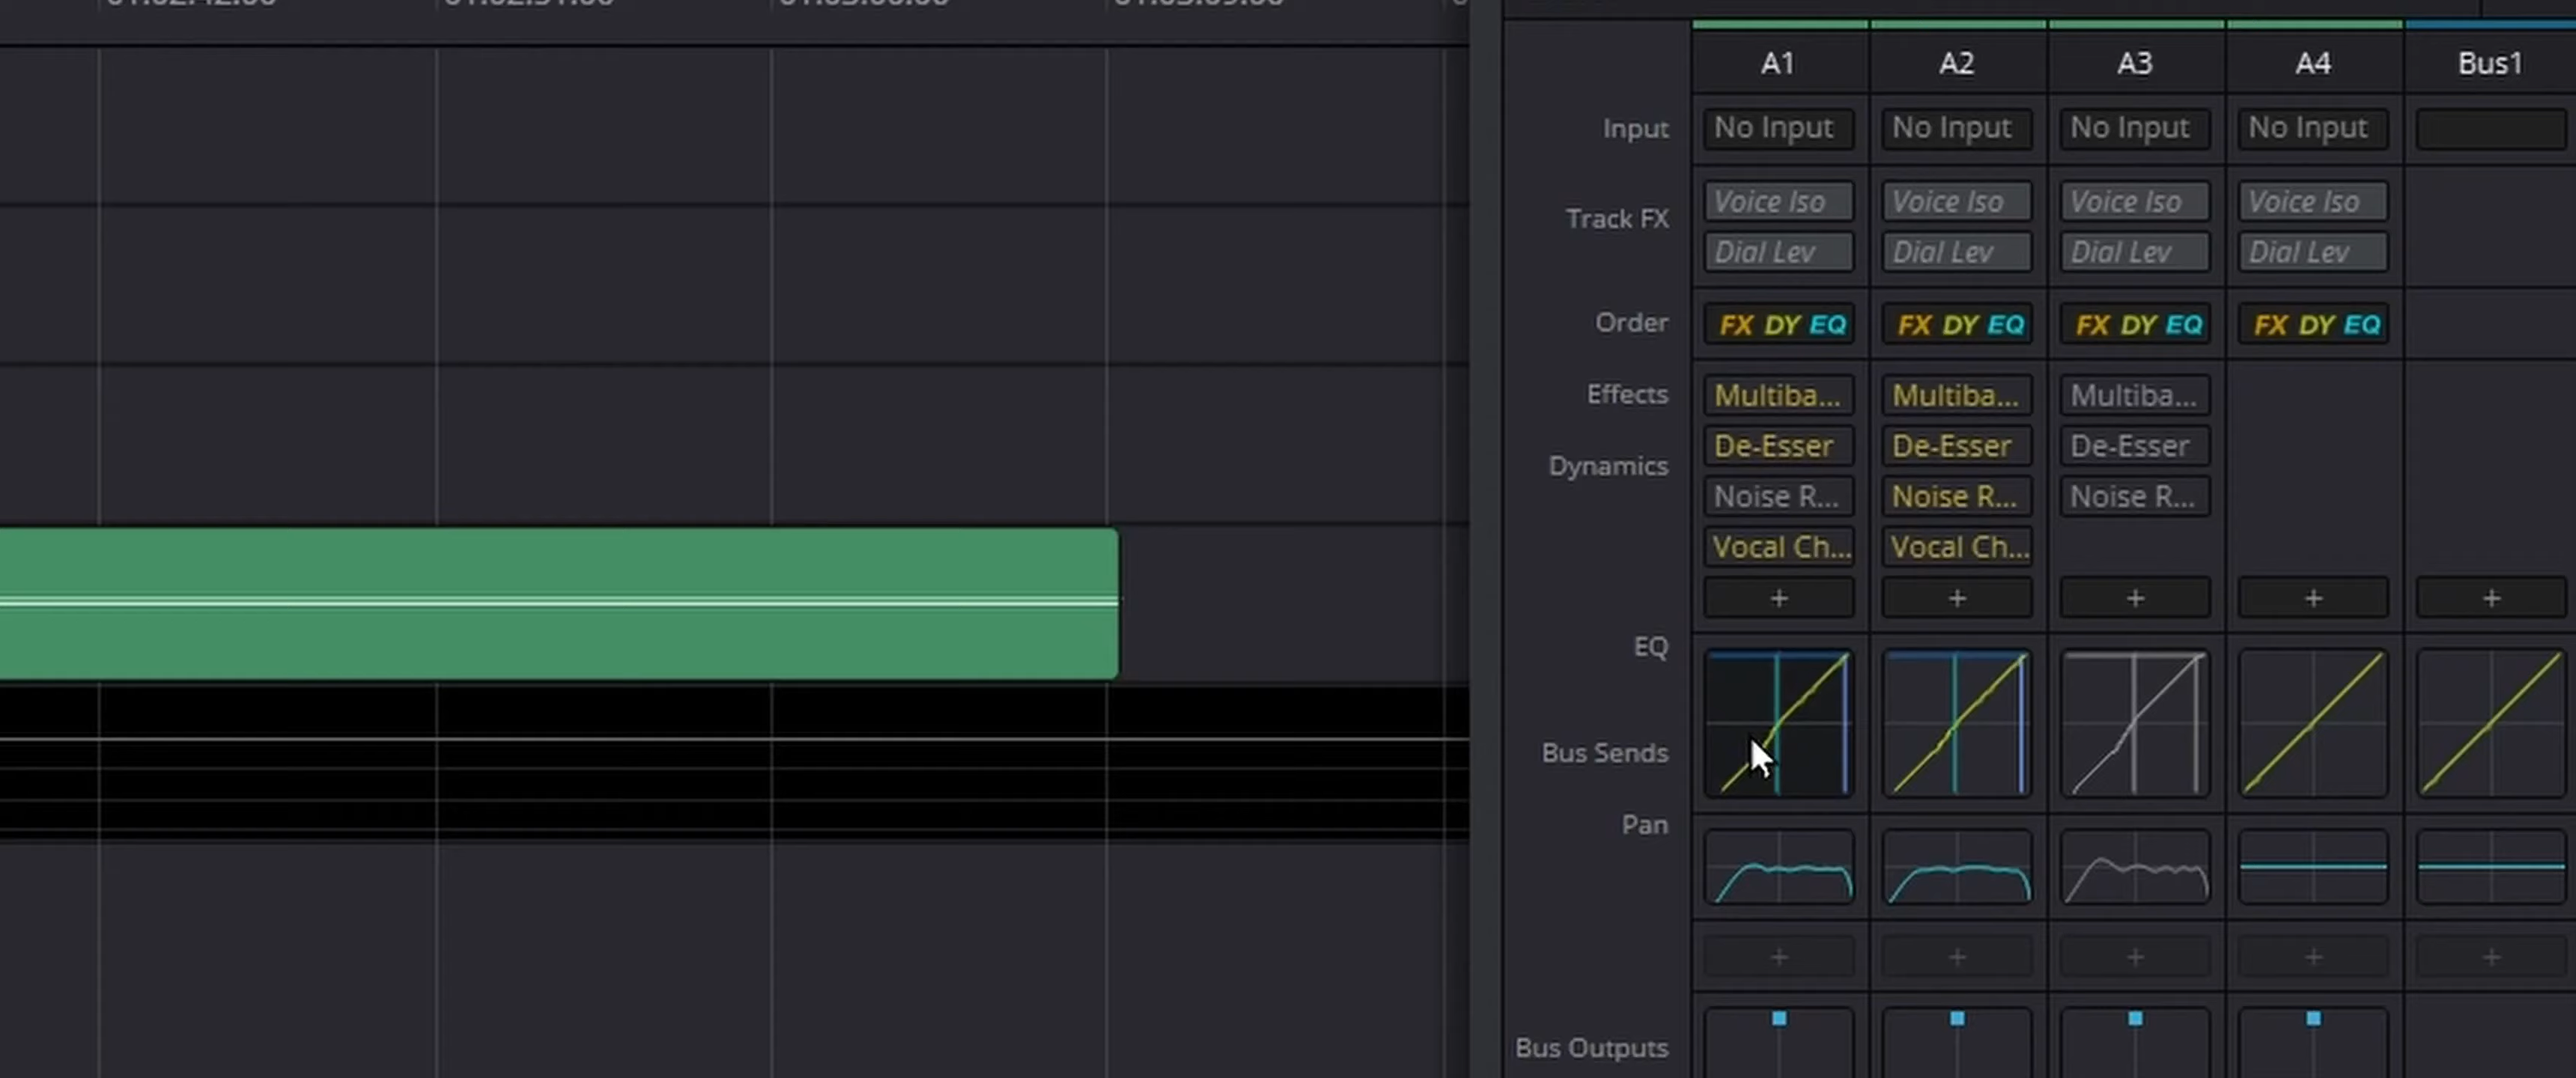 A1 A2 A3 A4 Bus1
Input No Input No Input No Input No Input
Track FX Voice Iso Voice Iso Voice Iso Voice Iso
Dial Lev Dial Lev Dial Lev Dial Lev
Order FX DY EQ FX DY EQ FX DY EQ FX DY EQ
Effects Multiba... Multiba... Multiba...
De-Esser De-Esser De-Esser
Dynamics
Noise R... Noise R... Noise R...
Vocal Ch... Vocal Ch...
+ + + + +
EQ
Bus Sends
Pan
+ + + + +
Bus Outputs